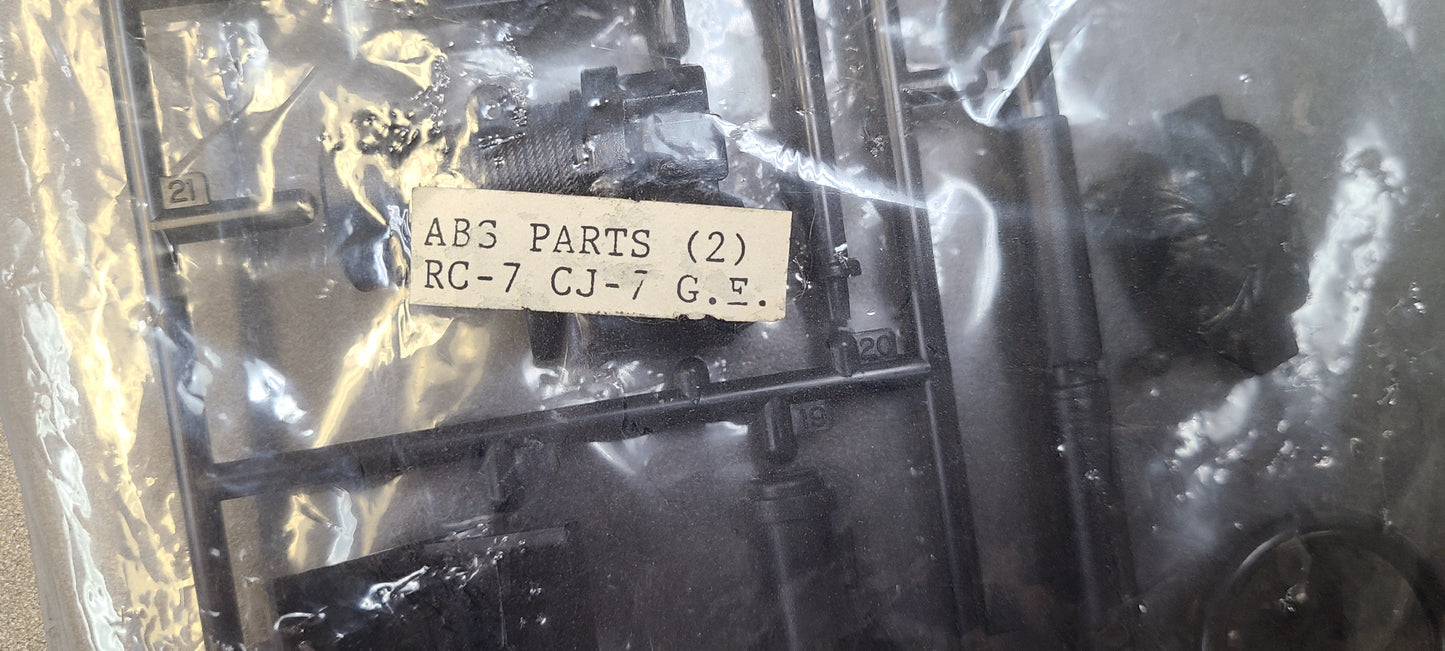 21
ABS PARTS (2)
RC-7 CJ-7 G.E.
20
19